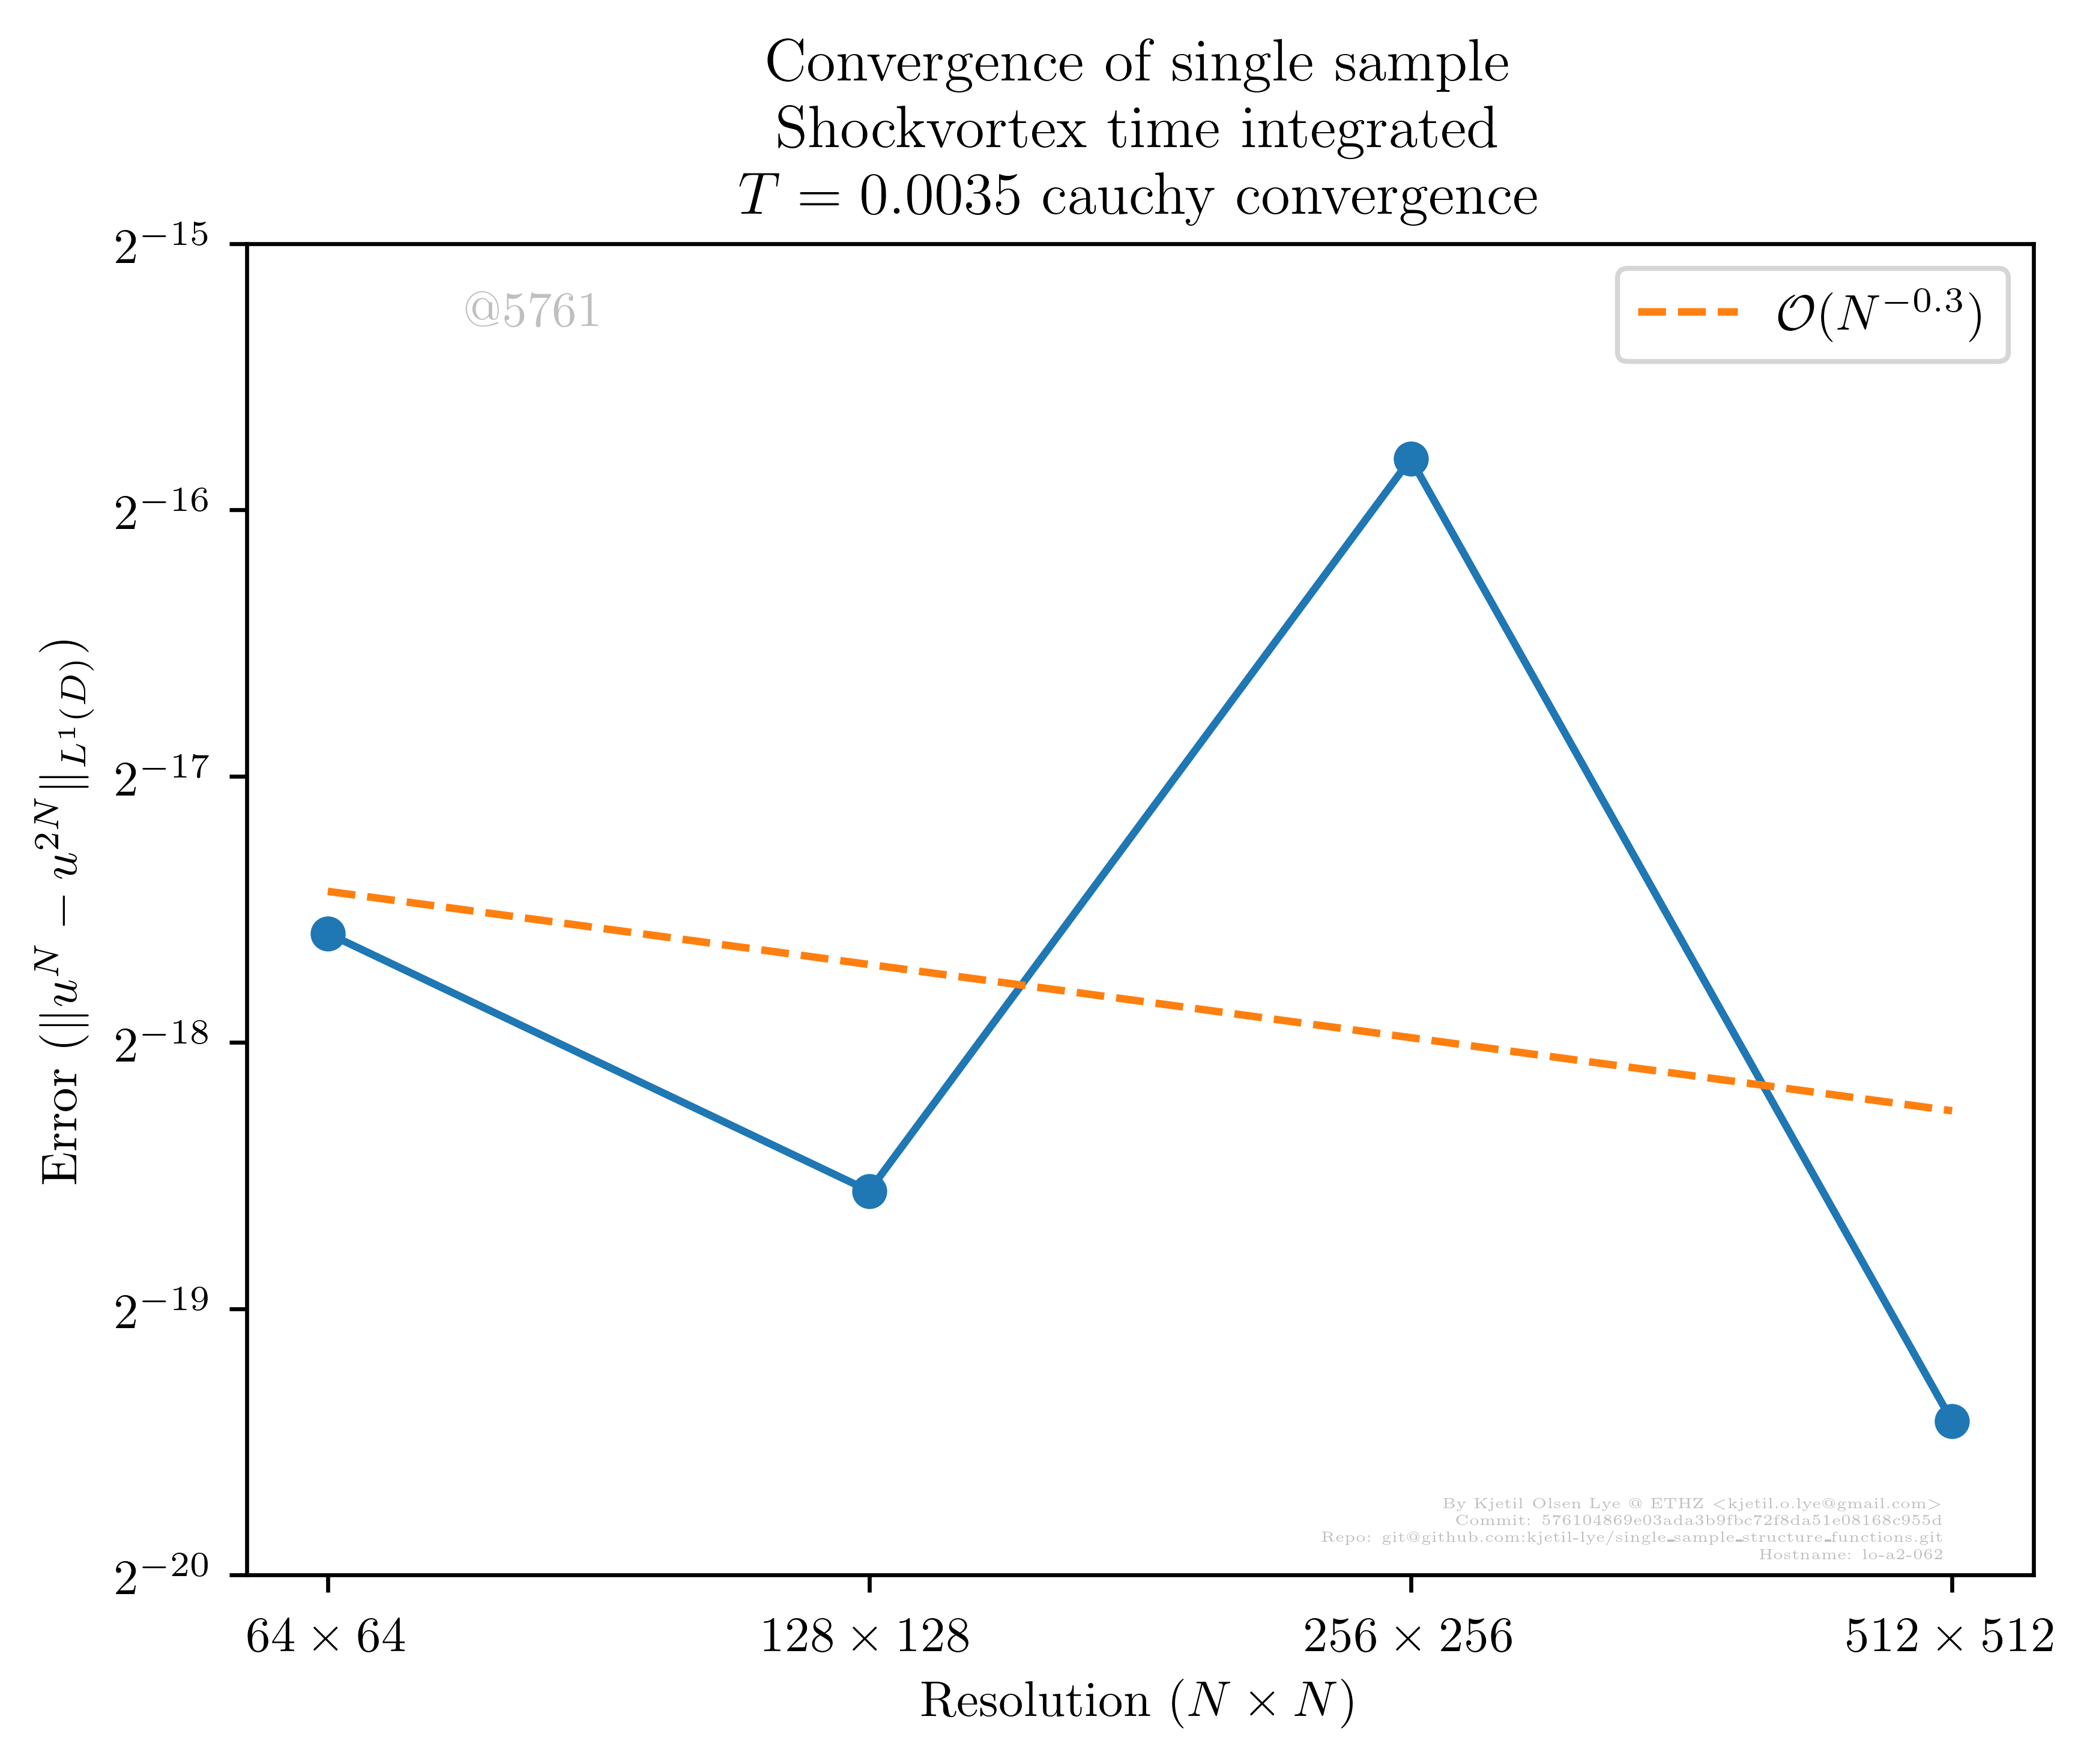 Convergence of single sample
Shockvortex time integrated
T = 0.0035 cauchy convergence
2⁻¹⁵
@5761
𝒪(N⁻⁰·³)
2⁻¹⁶
2⁻¹⁷
Error (||uᴺ − u²ᴺ||_{L¹(D)})
2⁻¹⁸
2⁻¹⁹
By Kjetil Olsen Lye @ ETHZ <kjetil.o.lye@gmail.com>
Commit: 576104869e03ada3b9fbc72f8da51e08168c955d
Repo: git@github.com:kjetil-lye/single_sample_structure_functions.git
Hostname: lo-a2-062
2⁻²⁰
64 × 64
128 × 128
256 × 256
512 × 512
Resolution (N × N)